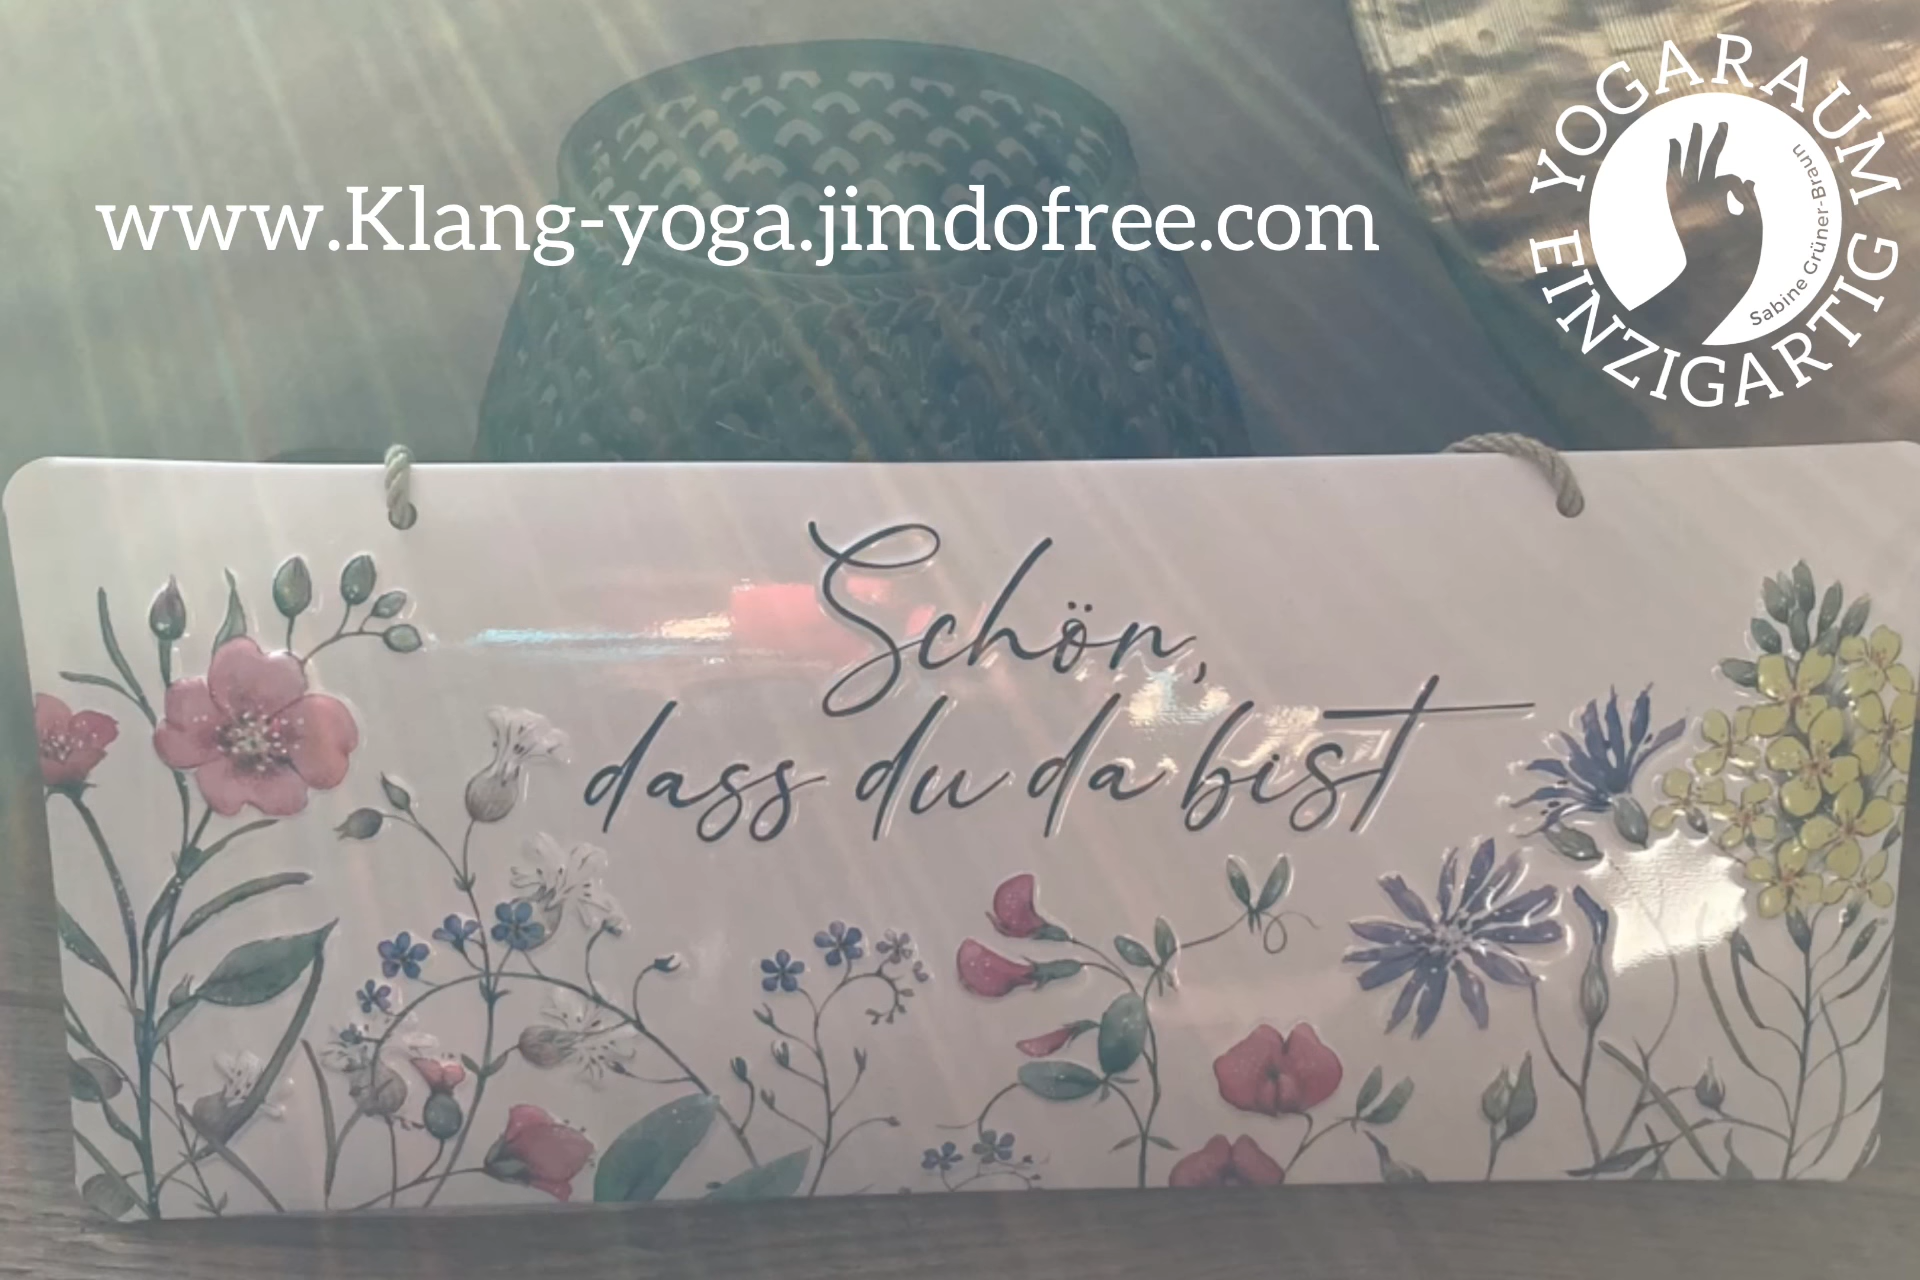 www.Klang-yoga.jimdofree.com
YOGARAUM
EINZIGARTIG
Sabine Grüner-Braun
Schön,
dass du da bist